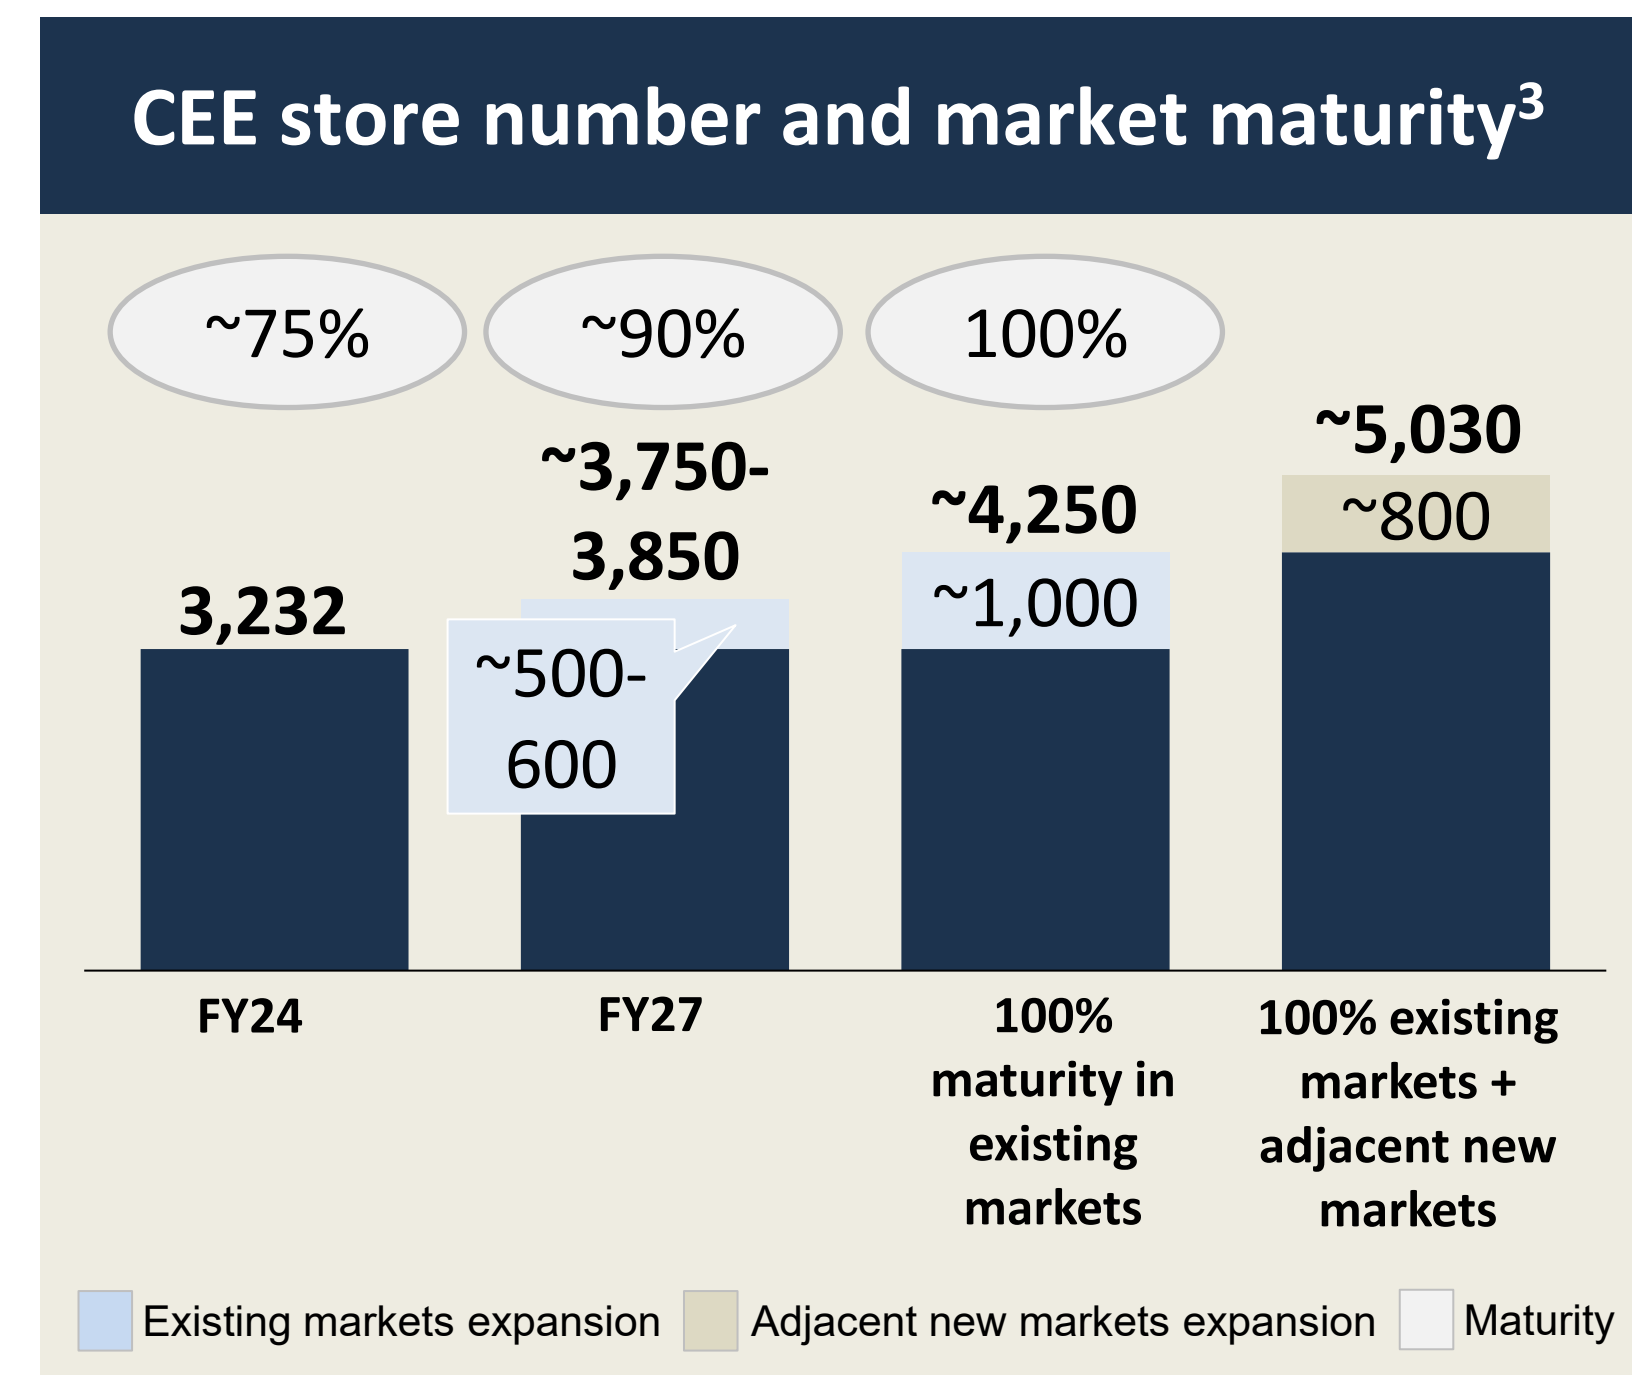 CEE store number and market maturity³
~75%
~90%
100%
3,232
~3,750-
3,850
~4,250
~5,030
~500-
600
~1,000
~800
FY24
FY27
100%
maturity in
existing
markets
100% existing
markets +
adjacent new
markets
Existing markets expansion
Adjacent new markets expansion
Maturity